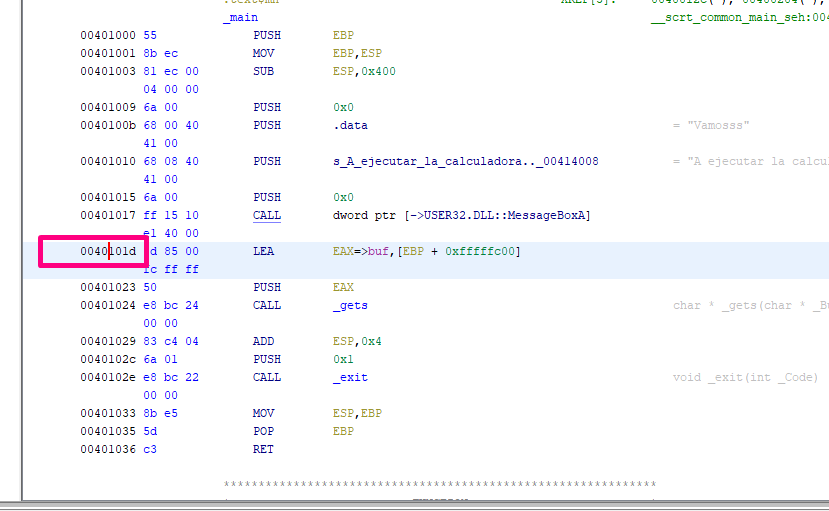 _main
__scrt_common_main_seh:004
00401000 55 PUSH EBP
00401001 8b ec MOV EBP,ESP
00401003 81 ec 00 SUB ESP,0x400
04 00 00
00401009 6a 00 PUSH 0x0
0040100b 68 00 40 PUSH .data = "Vamosss"
41 00
00401010 68 08 40 PUSH s_A_ejecutar_la_calculadora.._00414008 = "A ejecutar la calcu
41 00
00401015 6a 00 PUSH 0x0
00401017 ff 15 10 CALL dword ptr [->USER32.DLL::MessageBoxA]
e1 40 00
0040101d 8d 85 00 LEA EAX=>buf,[EBP + 0xfffffc00]
fc ff ff
00401023 50 PUSH EAX
00401024 e8 bc 24 CALL _gets char * _gets(char * _Bu
00 00
00401029 83 c4 04 ADD ESP,0x4
0040102c 6a 01 PUSH 0x1
0040102e e8 bc 22 CALL _exit void _exit(int _Code)
00 00
00401033 8b e5 MOV ESP,EBP
00401035 5d POP EBP
00401036 c3 RET
**************************************************************